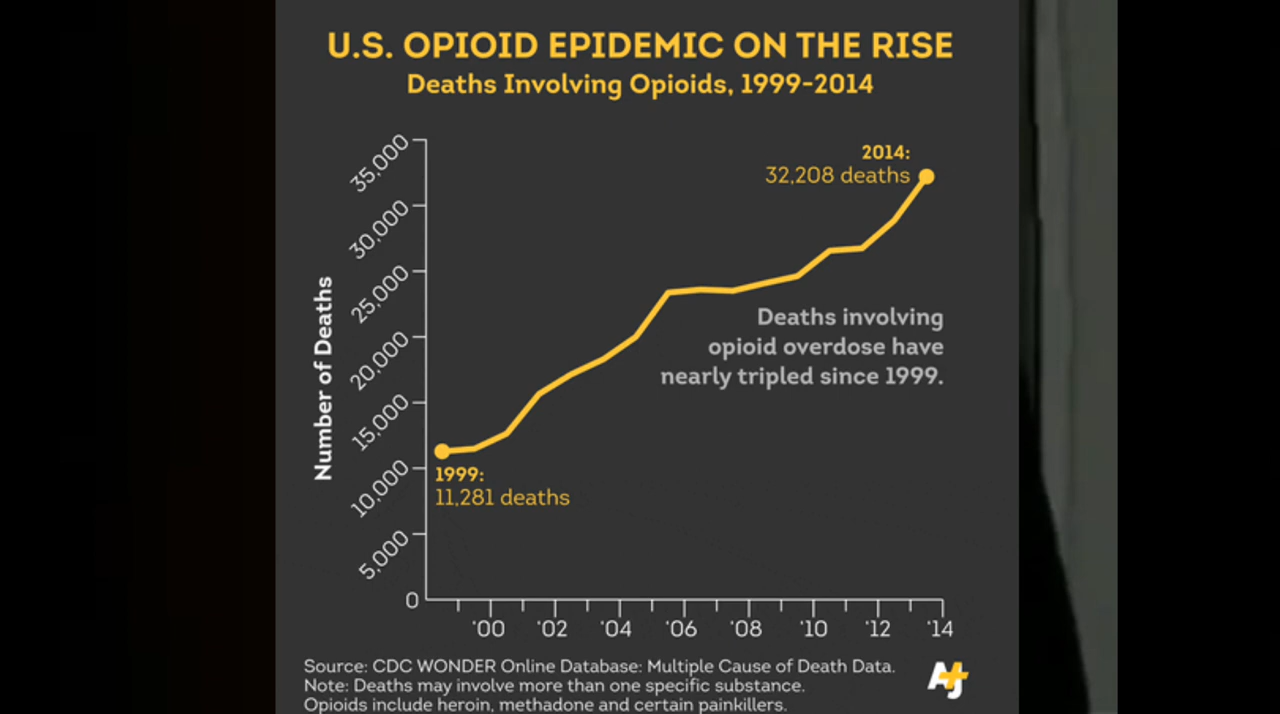 U.S. OPIOID EPIDEMIC ON THE RISE
Deaths Involving Opioids, 1999-2014
Number of Deaths
35,000
30,000
25,000
20,000
15,000
10,000
5,000
0
2014:
32,208 deaths
Deaths involving
opioid overdose have
nearly tripled since 1999.
1999:
11,281 deaths
'00 '02 '04 '06 '08 '10 '12 '14
Source: CDC WONDER Online Database: Multiple Cause of Death Data.
Note: Deaths may involve more than one specific substance.
Opioids include heroin, methadone and certain painkillers.
AJ+